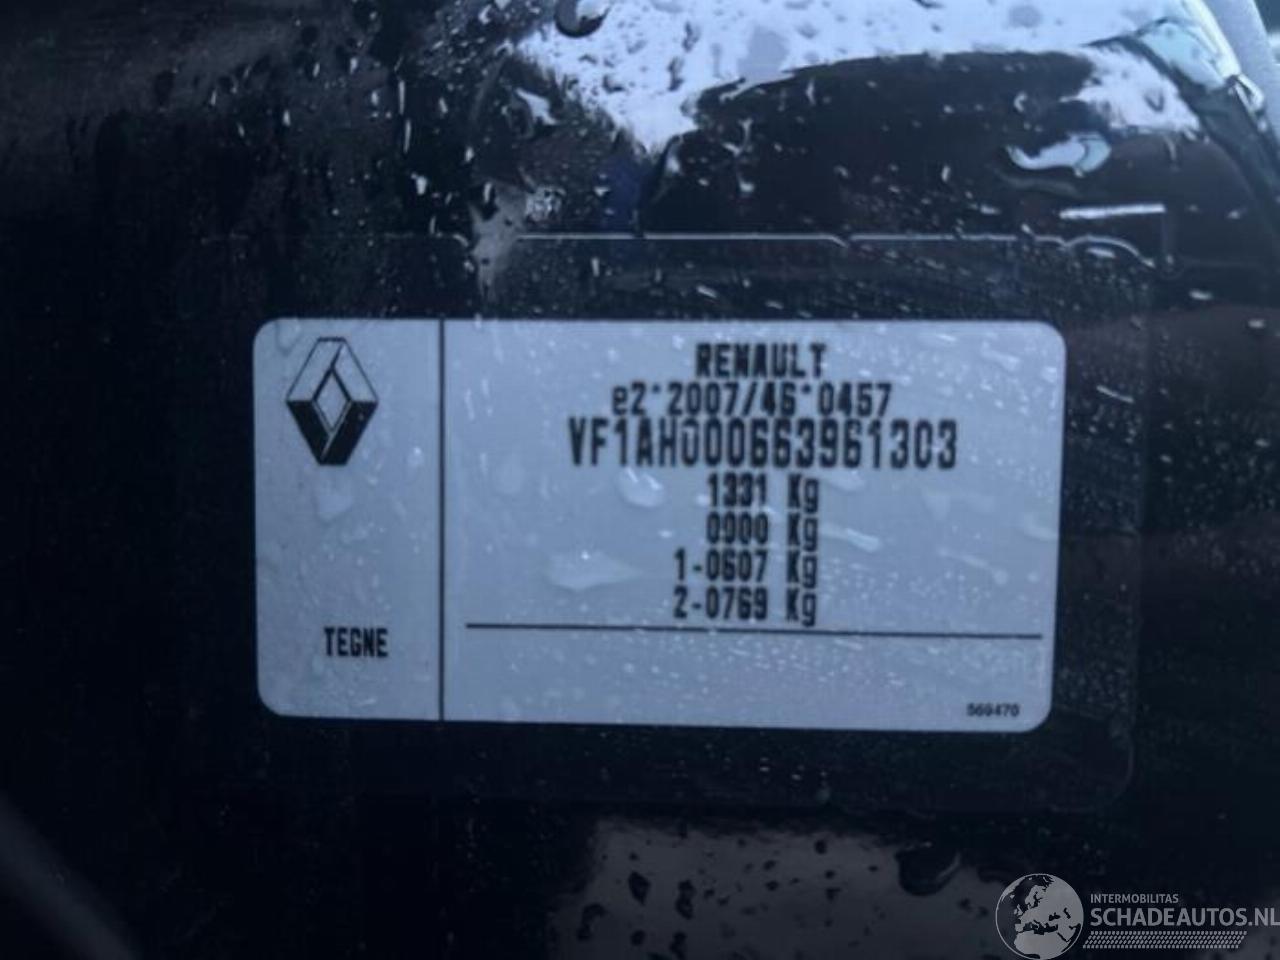 RENAULT
e2*2007/46*0457
VF1AH000663961303
1331 Kg
0900 Kg
1-0607 Kg
2-0769 Kg
TEGNE
569470
INTERMOBILITAS
SCHADEAUTOS.NL